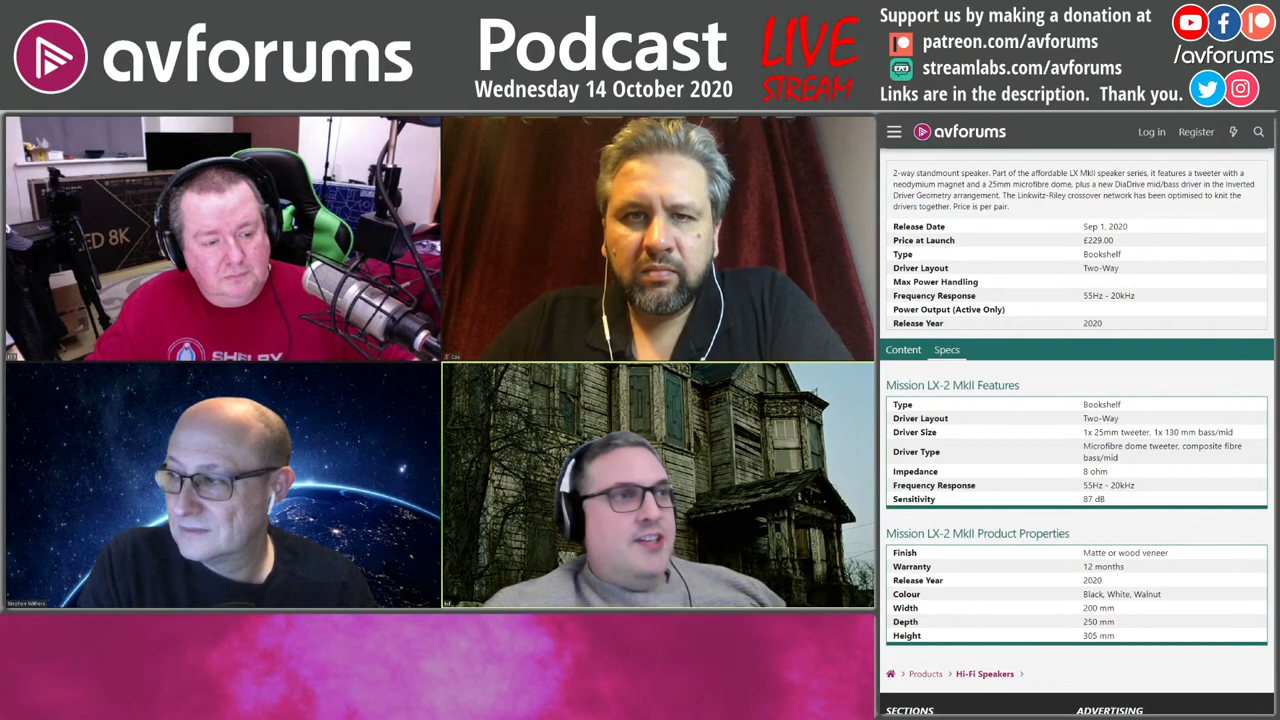 avforums
Podcast
Wednesday 14 October 2020
LIVE
STREAM
Support us by making a donation at
patreon.com/avforums
streamlabs.com/avforums
Links are in the description. Thank you.
/avforums
ED 8K
SHELBY
Stephen Withers
Ed
avforums
Log in
Register
2-way standmount speaker. Part of the affordable LX MkII speaker series, it features a tweeter with a
neodymium magnet and a 25mm microfibre dome, plus a new DiaDrive mid/bass driver in the Inverted
Driver Geometry arrangement. The Linkwitz-Riley crossover network has been optimised to knit the
drivers together. Price is per pair.
Release Date Sep 1, 2020
Price at Launch £229.00
Type Bookshelf
Driver Layout Two-Way
Max Power Handling
Frequency Response 55Hz - 20kHz
Power Output (Active Only)
Release Year 2020
Content Specs
Mission LX-2 MkII Features
Type Bookshelf
Driver Layout Two-Way
Driver Size 1x 25mm tweeter, 1x 130 mm bass/mid
Driver Type Microfibre dome tweeter, composite fibre
bass/mid
Impedance 8 ohm
Frequency Response 55Hz - 20kHz
Sensitivity 87 dB
Mission LX-2 MkII Product Properties
Finish Matte or wood veneer
Warranty 12 months
Release Year 2020
Colour Black, White, Walnut
Width 200 mm
Depth 250 mm
Height 305 mm
Products > Hi-Fi Speakers >
SECTIONS ADVERTISING